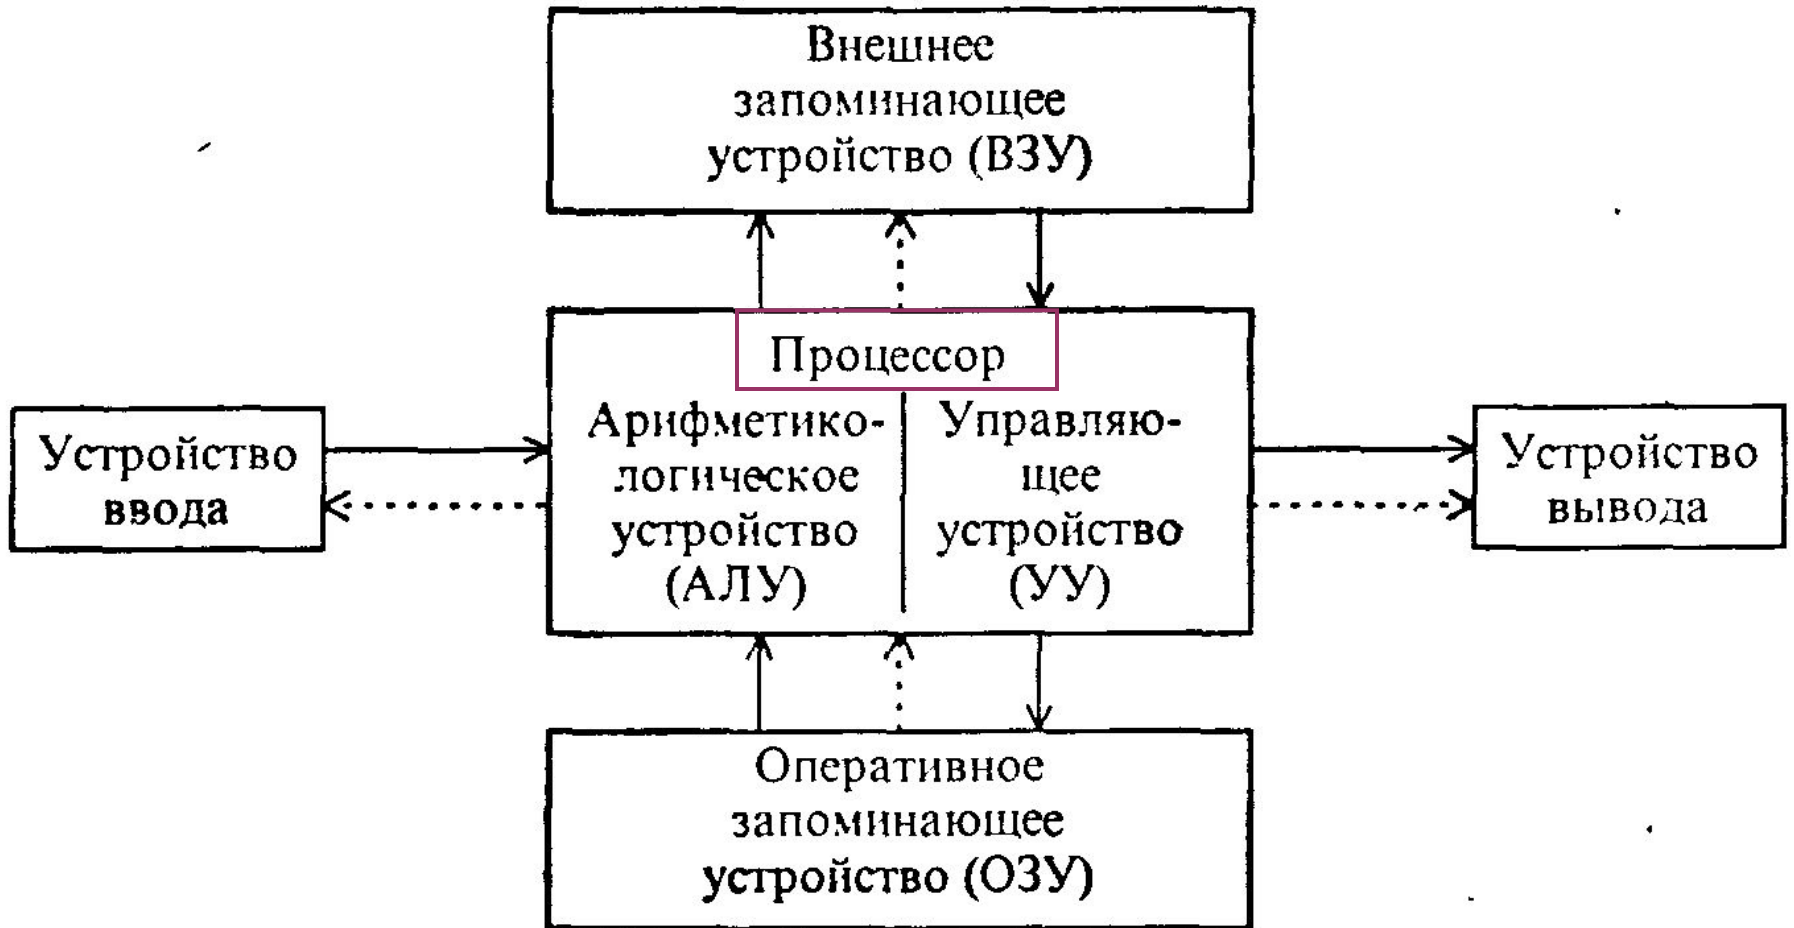 Внешнее
запоминающее
устройство (ВЗУ)
Процессор
Арифметико-
логическое
устройство
(АЛУ)
Управляю-
щее
устройство
(УУ)
Устройство
ввода
Устройство
вывода
Оперативное
запоминающее
устройство (ОЗУ)